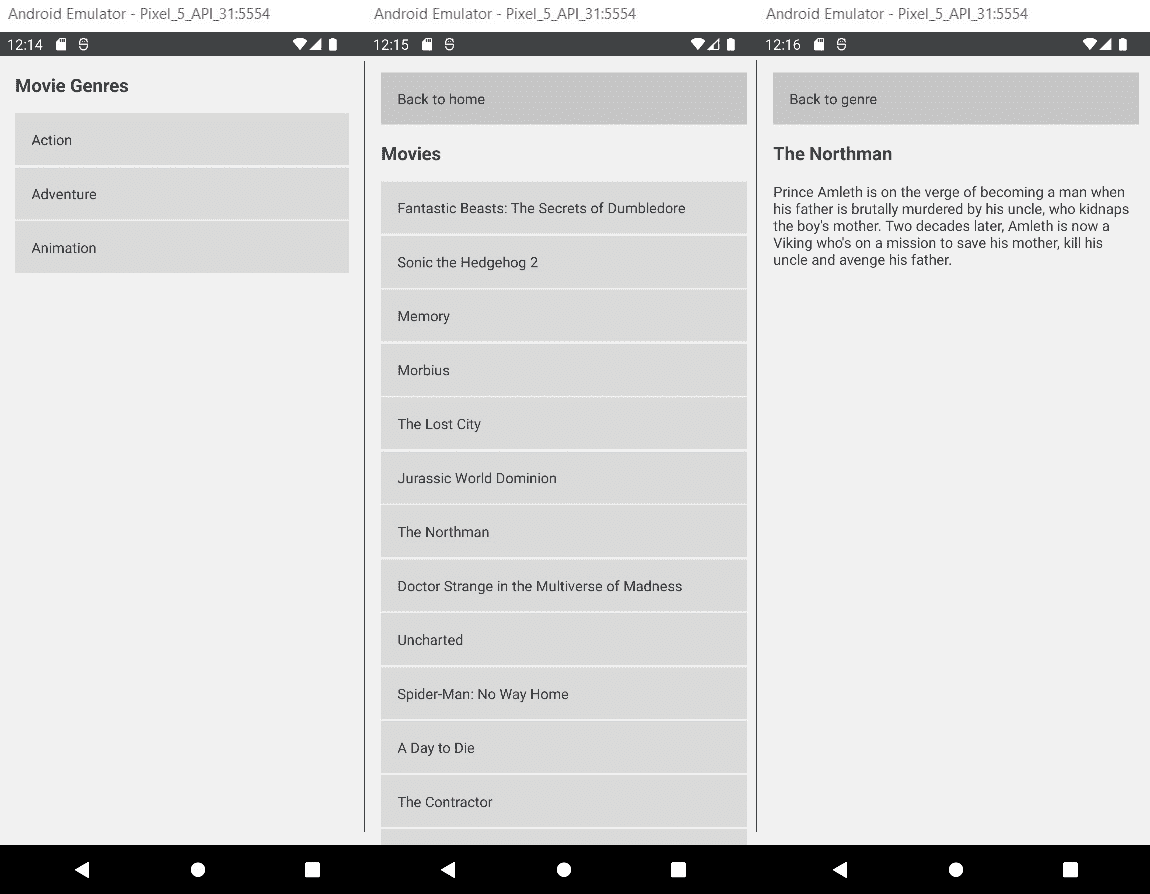 Android Emulator - Pixel_5_API_31:5554
12:14
Movie Genres
Action
Adventure
Animation
Android Emulator - Pixel_5_API_31:5554
12:15
Back to home
Movies
Fantastic Beasts: The Secrets of Dumbledore
Sonic the Hedgehog 2
Memory
Morbius
The Lost City
Jurassic World Dominion
The Northman
Doctor Strange in the Multiverse of Madness
Uncharted
Spider-Man: No Way Home
A Day to Die
The Contractor
Android Emulator - Pixel_5_API_31:5554
12:16
Back to genre
The Northman
Prince Amleth is on the verge of becoming a man when
his father is brutally murdered by his uncle, who kidnaps
the boy's mother. Two decades later, Amleth is now a
Viking who's on a mission to save his mother, kill his
uncle and avenge his father.